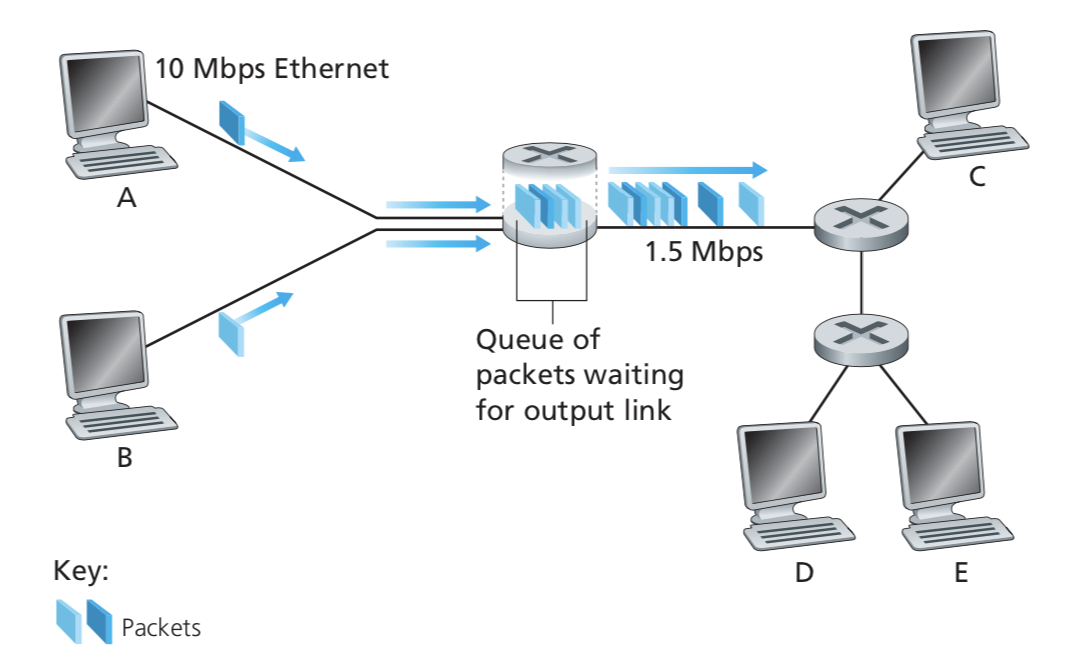 10 Mbps Ethernet
A
C
1.5 Mbps
Queue of
packets waiting
for output link
B
D
E
Key:
Packets